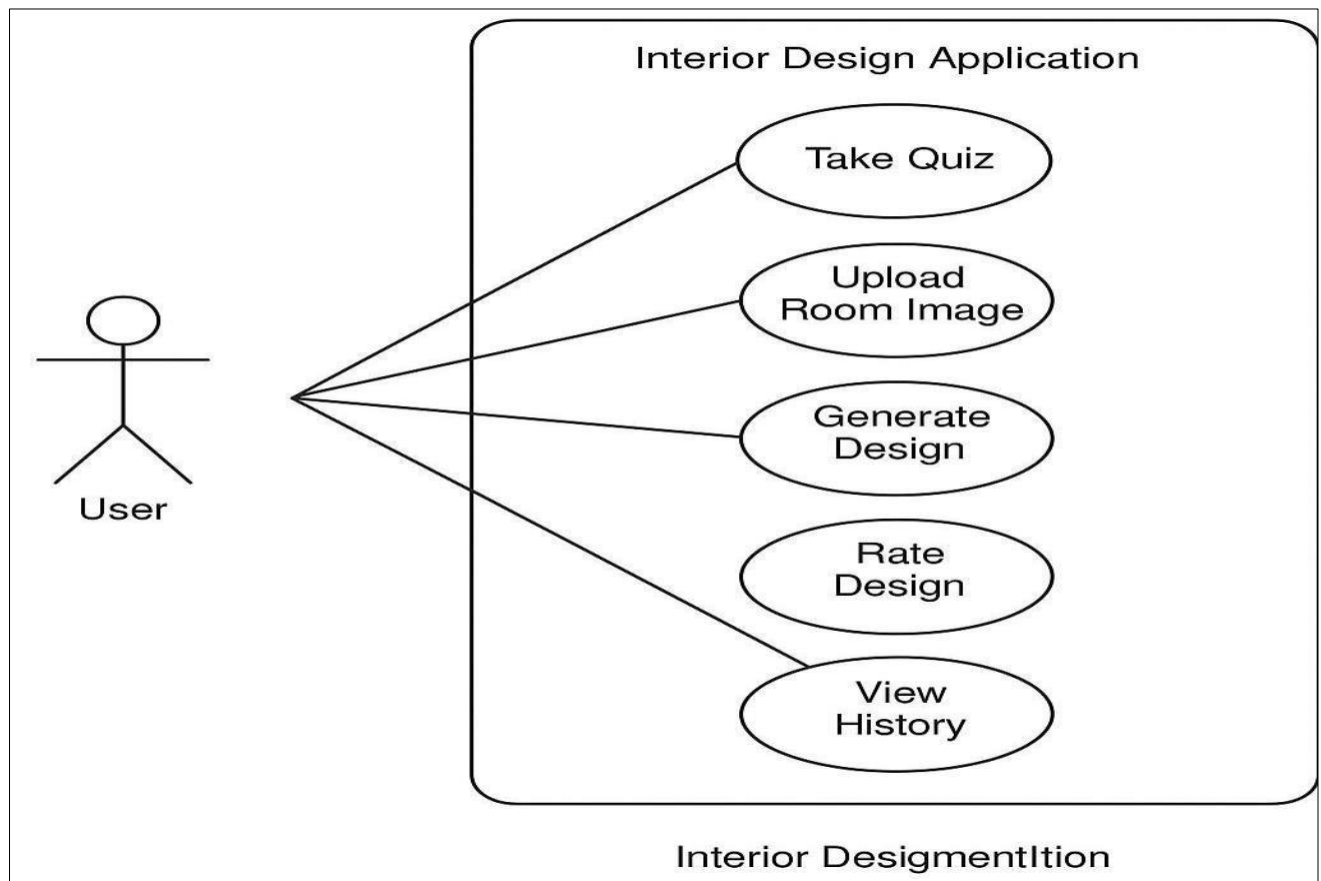 Interior Design Application
Take Quiz
Upload
Room Image
Generate
Design
Rate
Design
View
History
User
Interior DesigmentItion